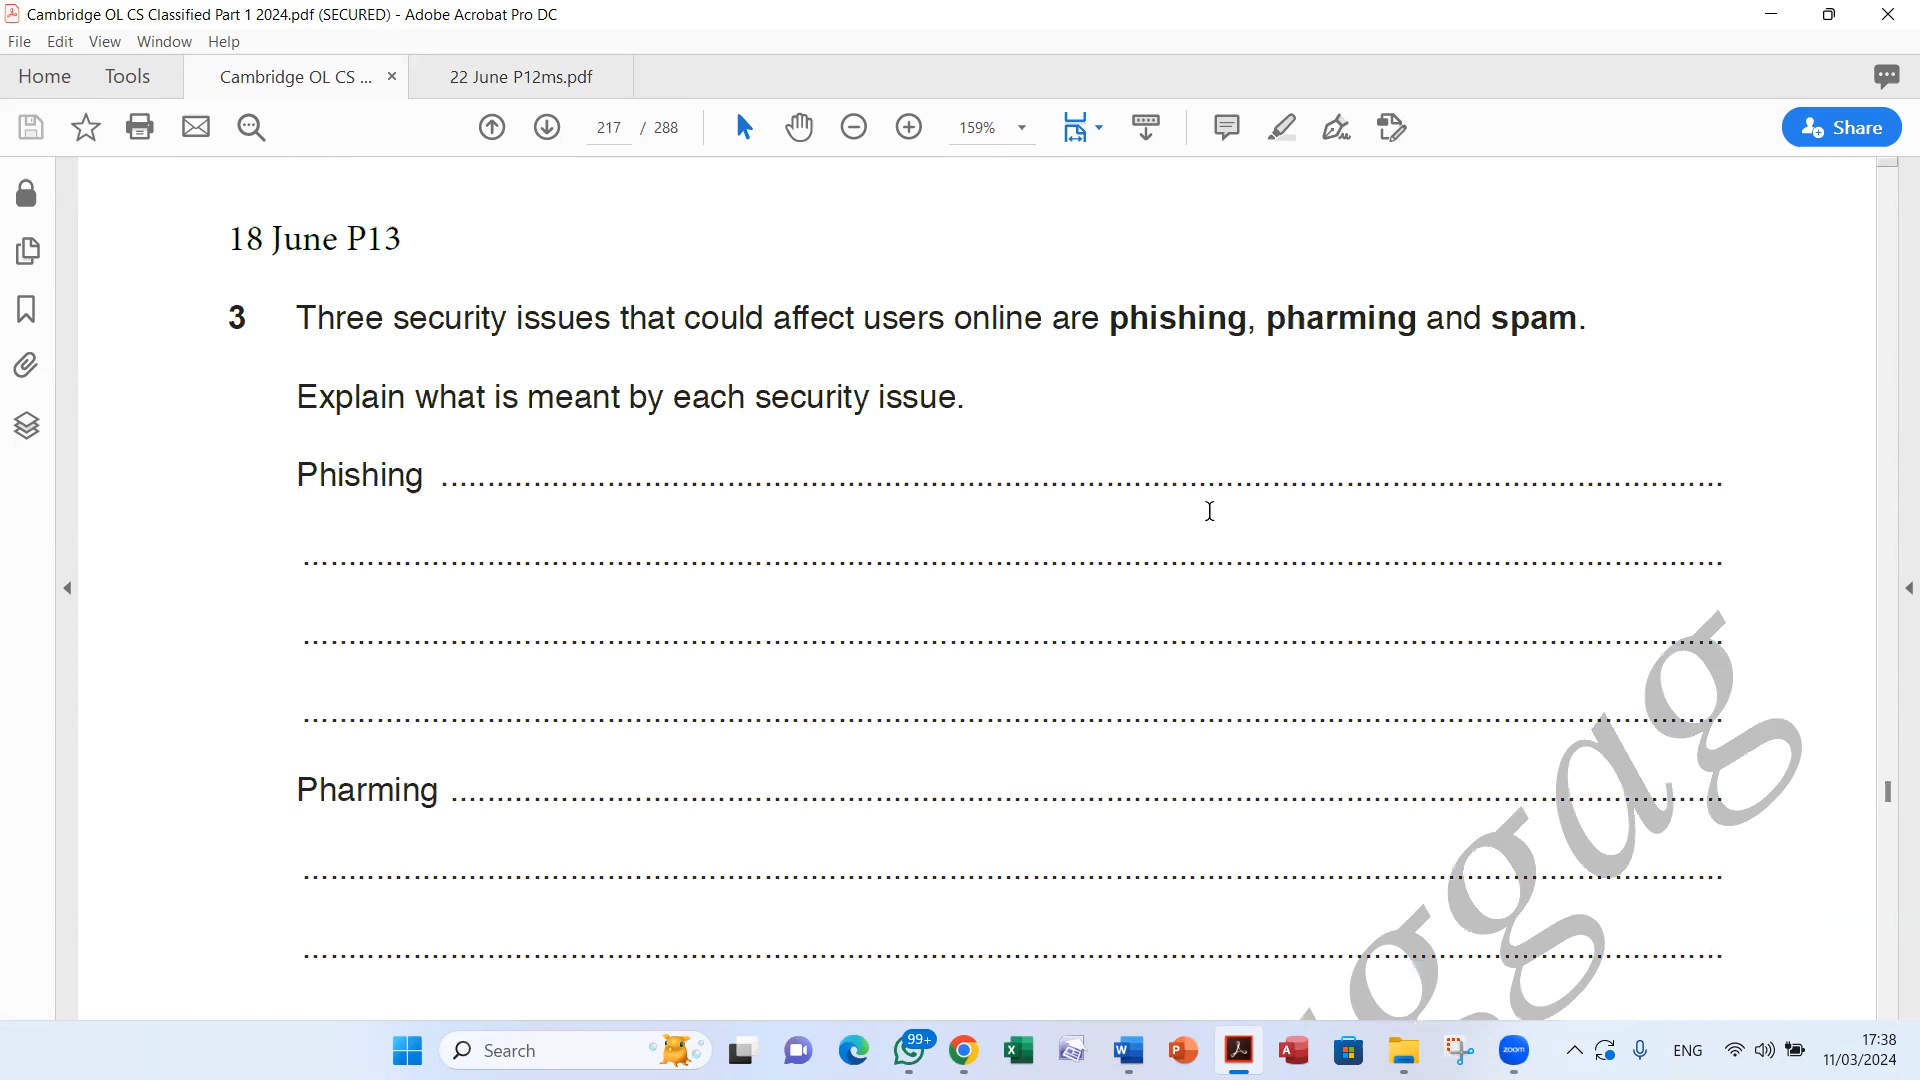 Cambridge OL CS Classified Part 1 2024.pdf (SECURED) - Adobe Acrobat Pro DC
File Edit View Window Help
Home Tools Cambridge OL CS ... × 22 June P12ms.pdf
217 / 288 159% Share
18 June P13
3 Three security issues that could affect users online are phishing, pharming and spam.
Explain what is meant by each security issue.
Phishing ................................................................
................................................................
................................................................
................................................................
Pharming ................................................................
................................................................
................................................................
Search 99+ zoom ENG 17:38
11/03/2024